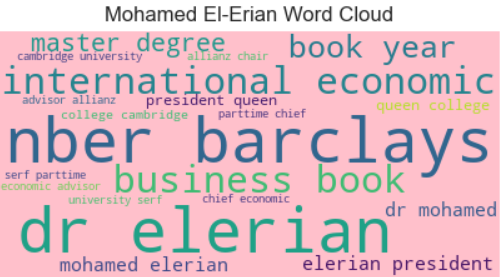 Mohamed El-Erian Word Cloud
master degree
book year
cambridge university
allianz chair
international economic
advisor allianz
president queen
queen college
college cambridge
parttime chief
nber barclays
serf parttime
business book
economic advisor
university serf
chief economic
dr mohamed
dr elerian
mohamed elerian
elerian president